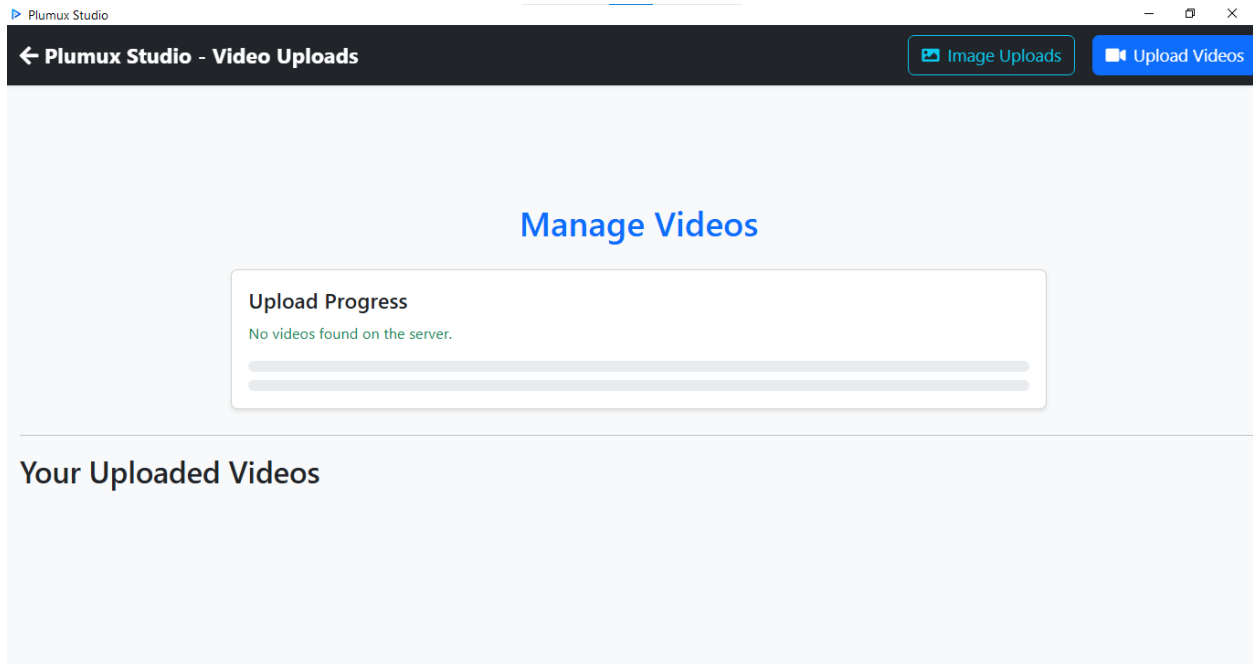 Plumux Studio
Plumux Studio - Video Uploads
Image Uploads
Upload Videos
Manage Videos
Upload Progress
No videos found on the server.
Your Uploaded Videos